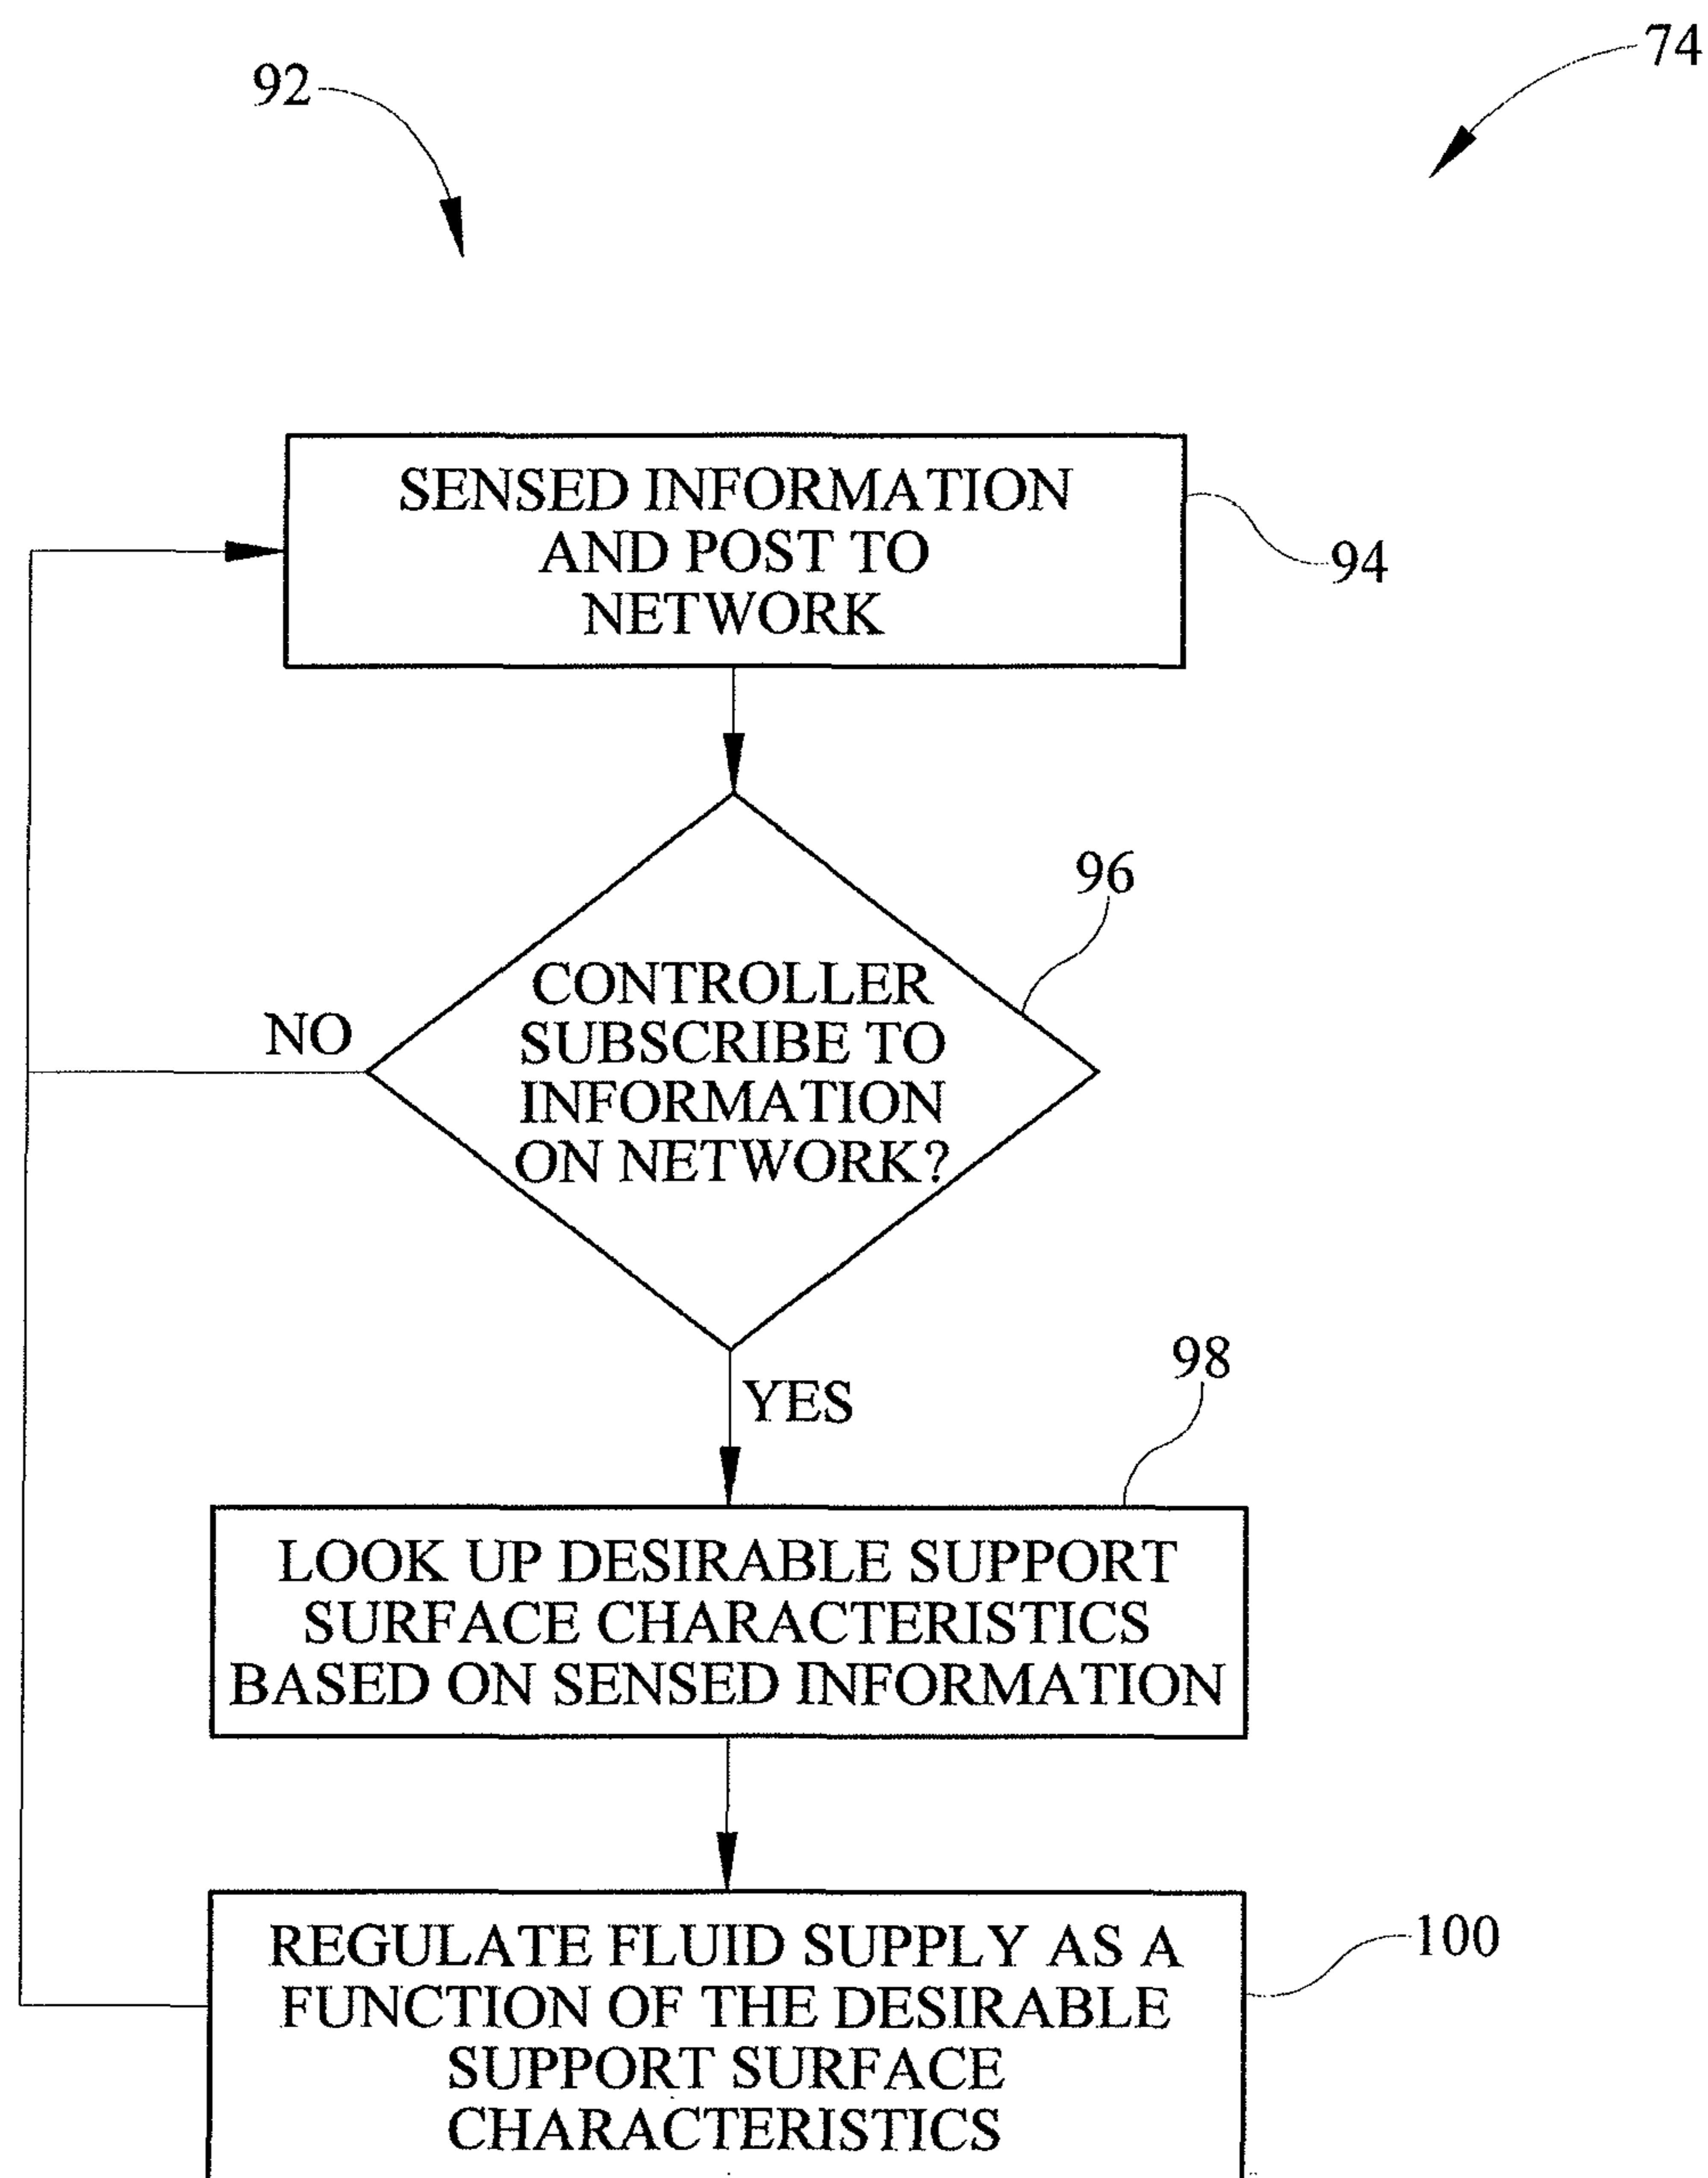 74
92
SENSED INFORMATION
AND POST TO
NETWORK
94
96
CONTROLLER
SUBSCRIBE TO
INFORMATION
ON NETWORK?
NO
YES
98
LOOK UP DESIRABLE SUPPORT
SURFACE CHARACTERISTICS
BASED ON SENSED INFORMATION
REGULATE FLUID SUPPLY AS A
FUNCTION OF THE DESIRABLE
SUPPORT SURFACE
CHARACTERISTICS
100